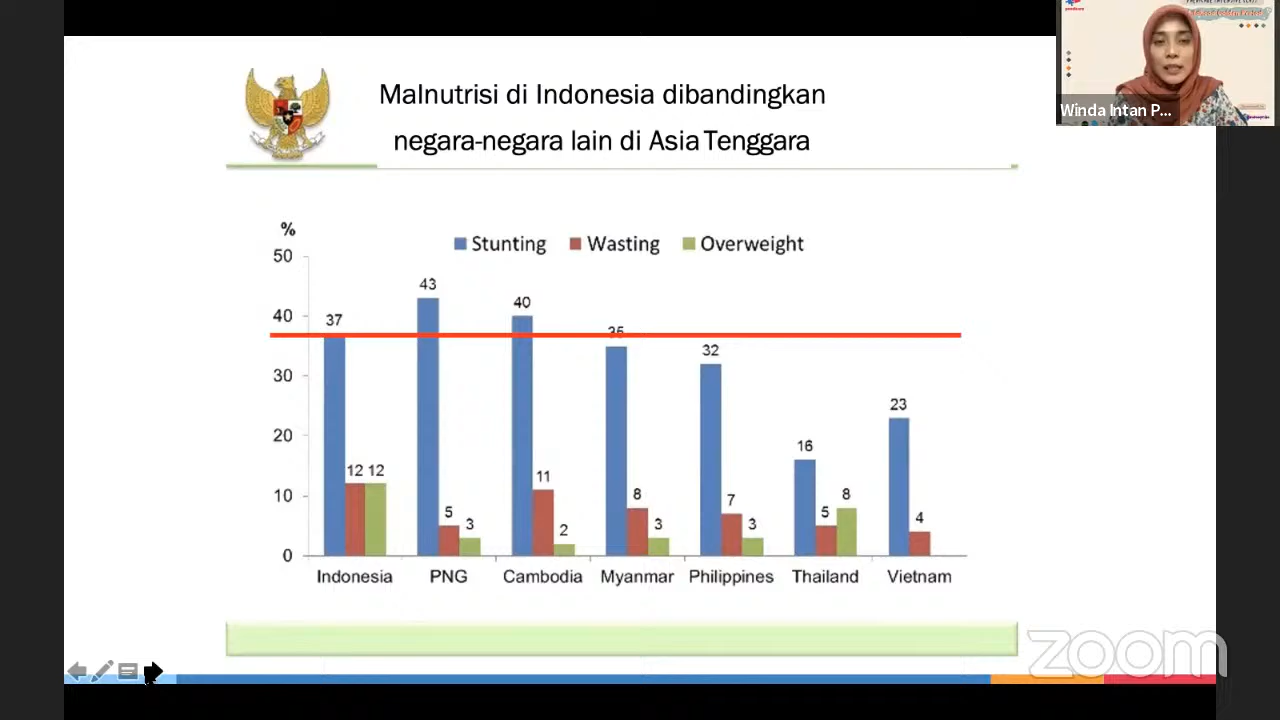 Malnutrisi di Indonesia dibandingkan
negara-negara lain di Asia Tenggara
Winda Intan P...
%
Stunting Wasting Overweight
50
40
30
20
10
0
37 12 12
43 5 3
40 11 2
35 8 3
32 7 3
16 5 8
23 4
Indonesia PNG Cambodia Myanmar Philippines Thailand Vietnam
zoom